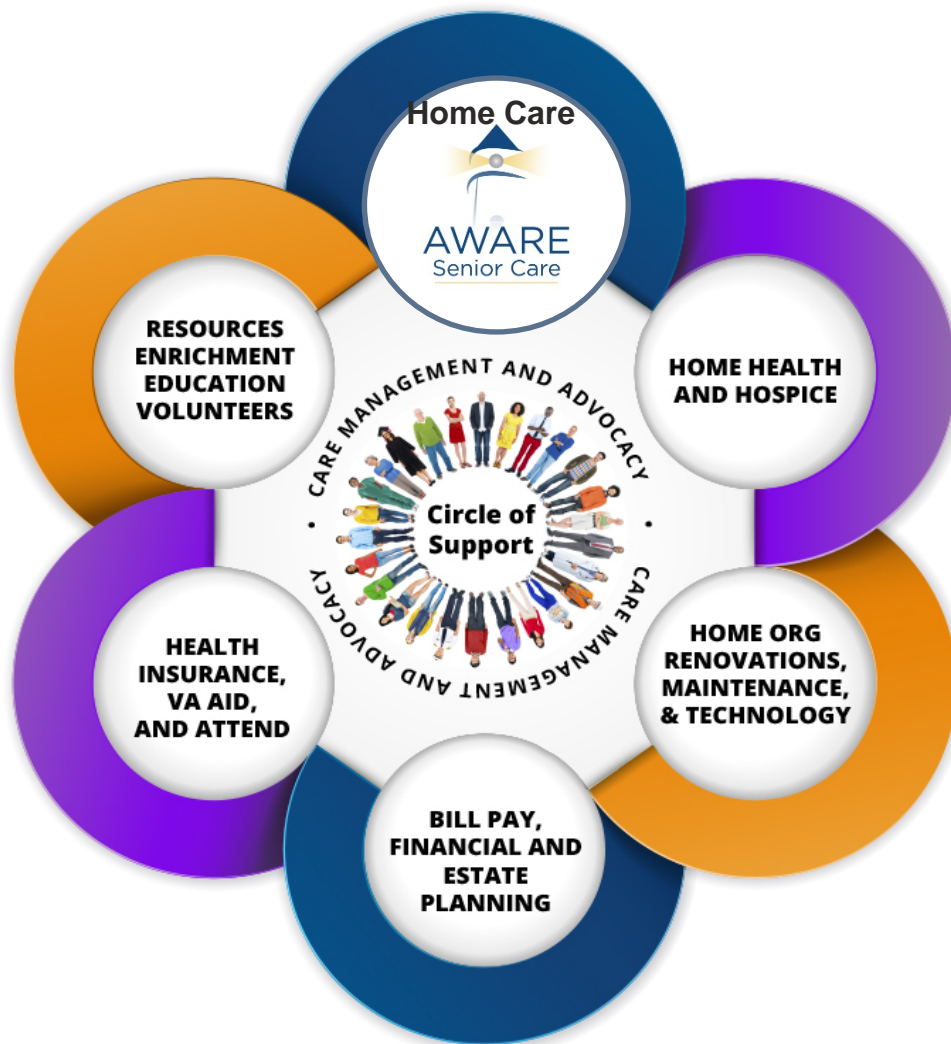 Home Care
AWARE
Senior Care
HOME HEALTH
AND HOSPICE
HOME ORG
RENOVATIONS,
MAINTENANCE,
& TECHNOLOGY
BILL PAY,
FINANCIAL AND
ESTATE
PLANNING
HEALTH
INSURANCE,
VA AID,
AND ATTEND
RESOURCES
ENRICHMENT
EDUCATION
VOLUNTEERS
CARE MANAGEMENT AND ADVOCACY
• CARE MANAGEMENT AND ADVOCACY •
Circle of
Support